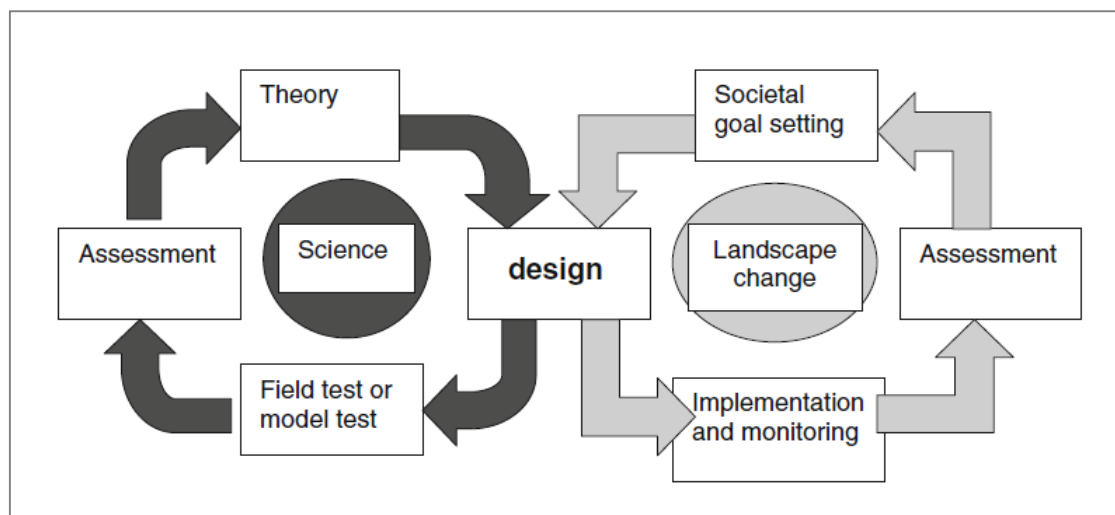 Theory
Societal
goal setting
Assessment
Science
design
Landscape
change
Assessment
Field test or
model test
Implementation
and monitoring